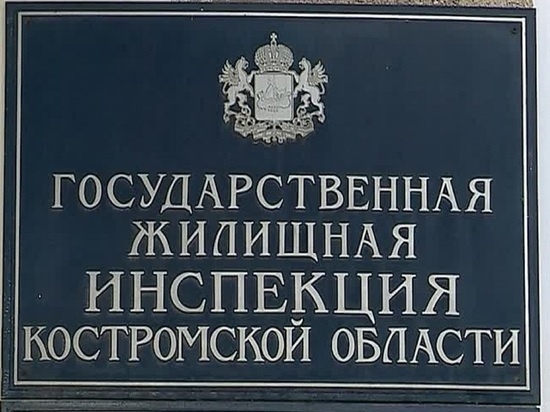 ГОСУДАРСТВЕННАЯ
ЖИЛИЩНАЯ
ИНСПЕКЦИЯ
КОСТРОМСКОЙ ОБЛАСТИ